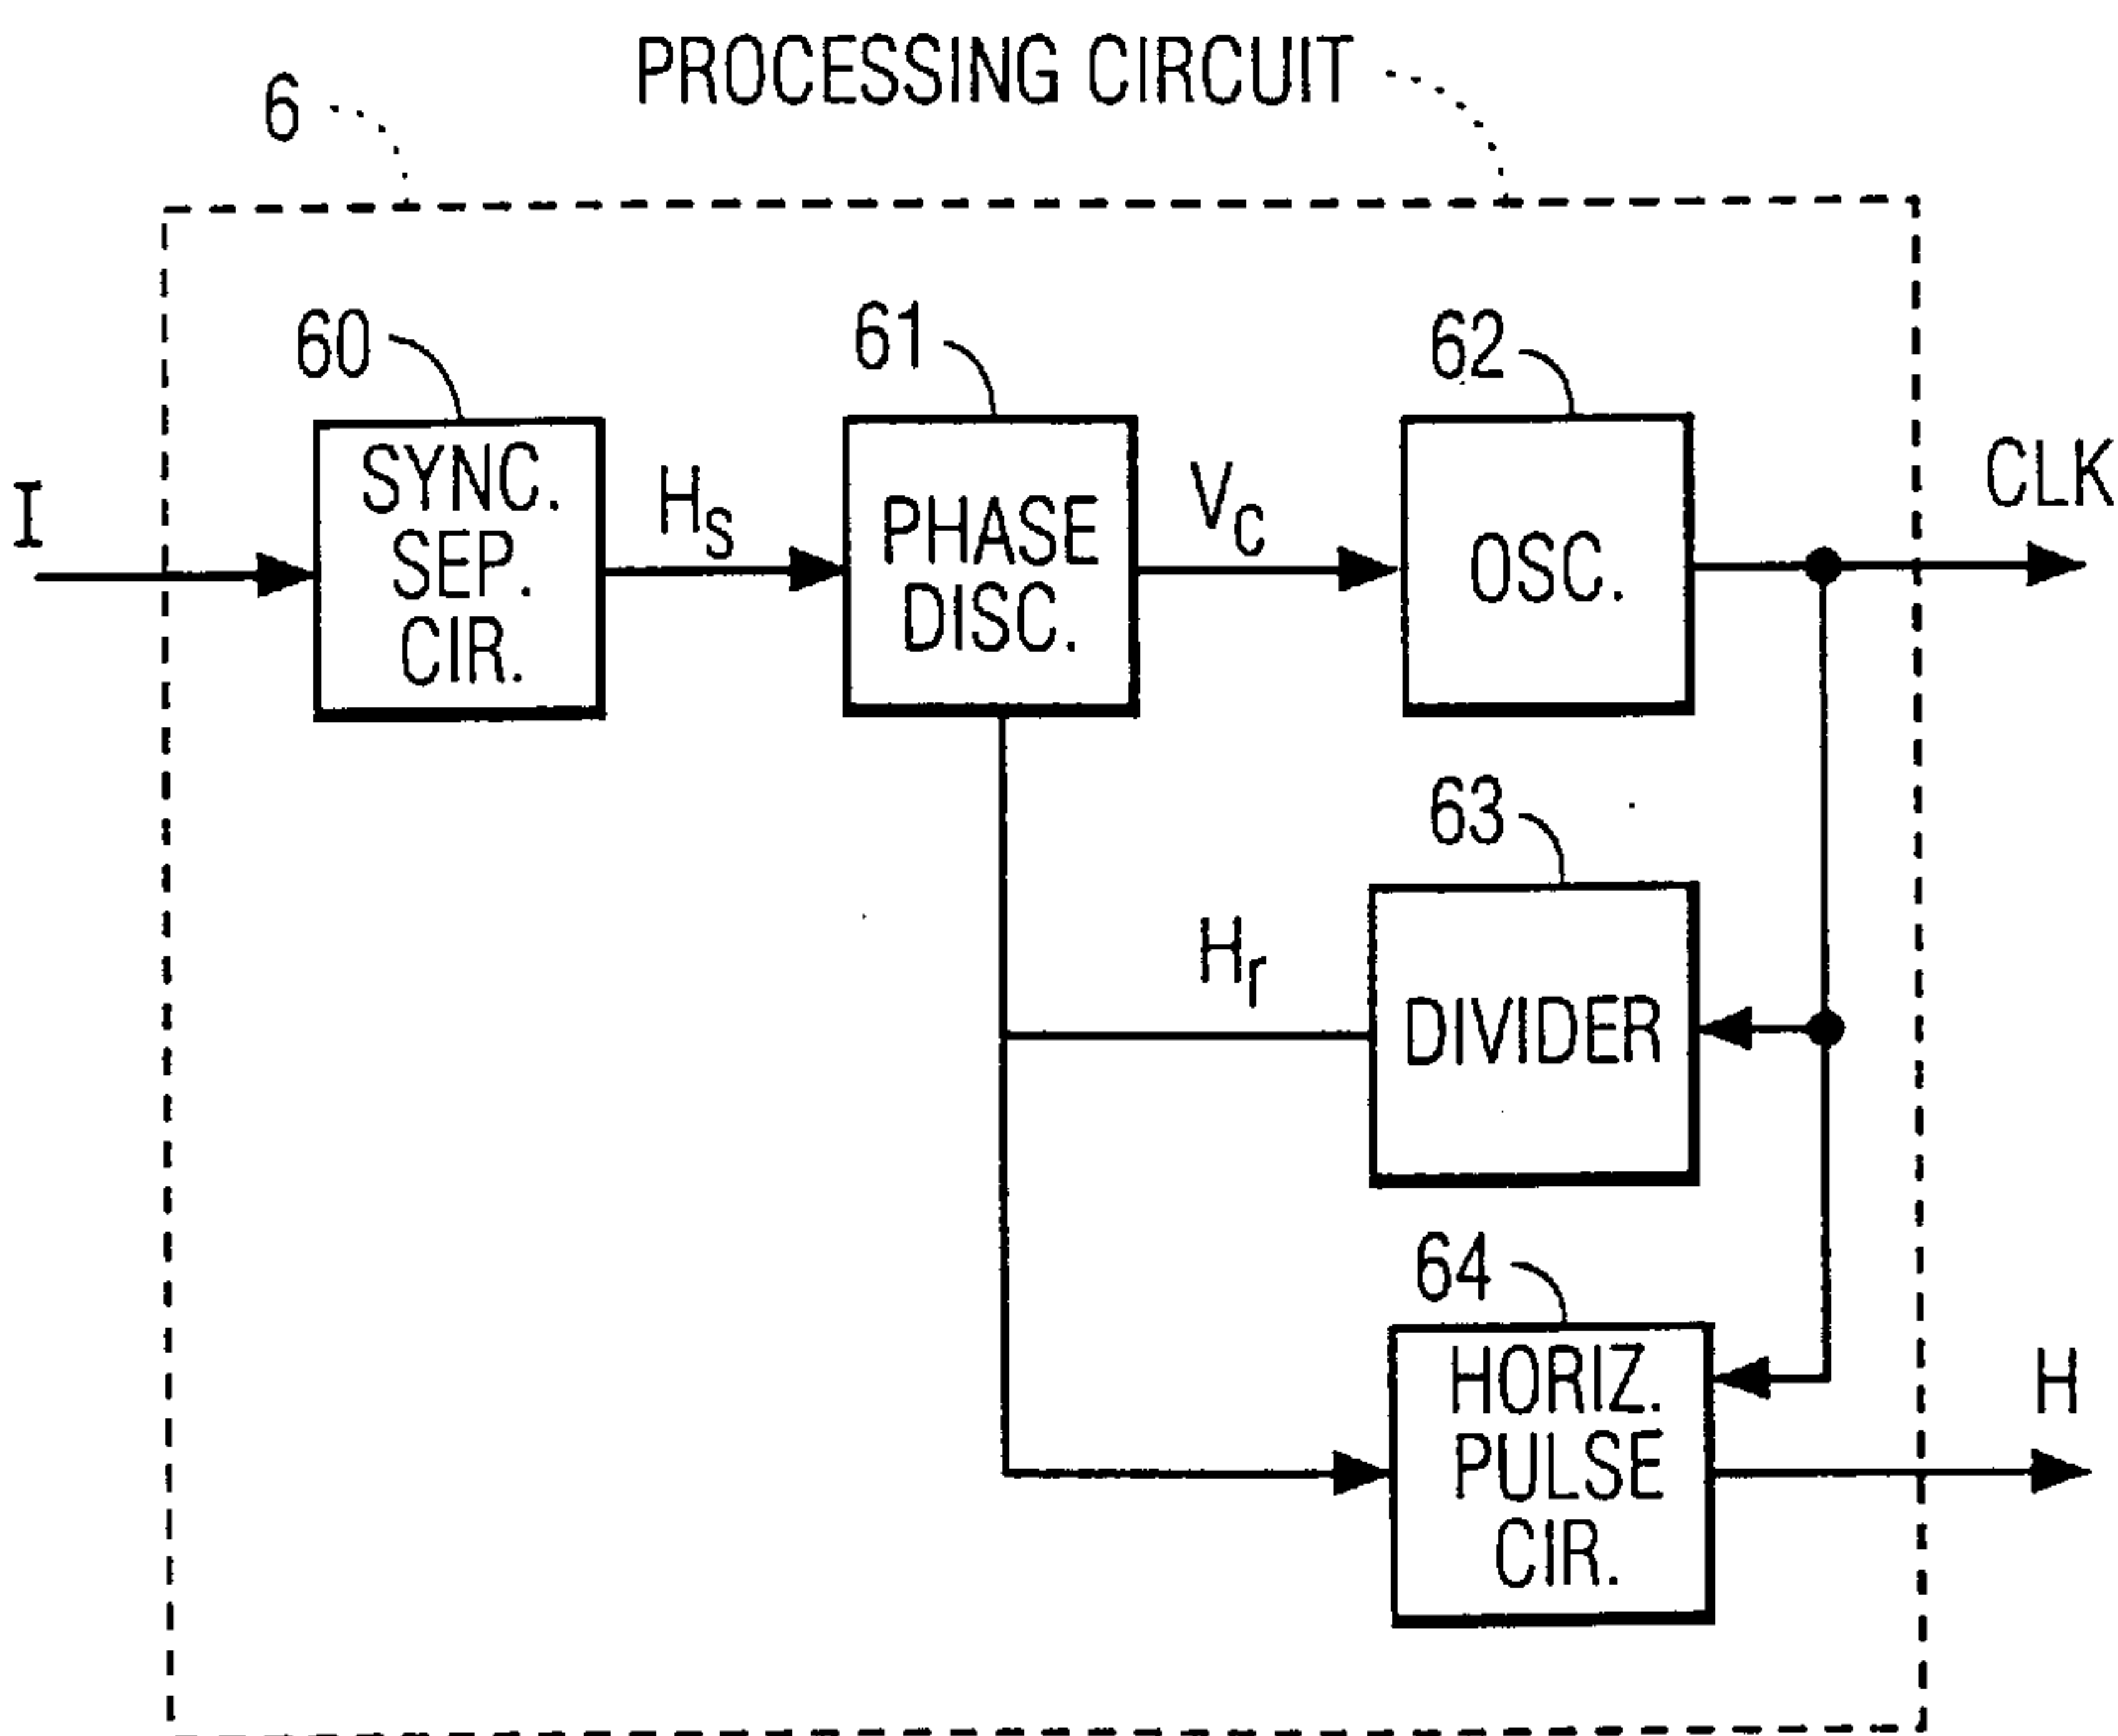 PROCESSING CIRCUIT
6
60
61
62
I
SYNC.
SEP.
CIR.
Hs
PHASE
DISC.
Vc
OSC.
CLK
63
Hr
DIVIDER
64
HORIZ.
PULSE
CIR.
H